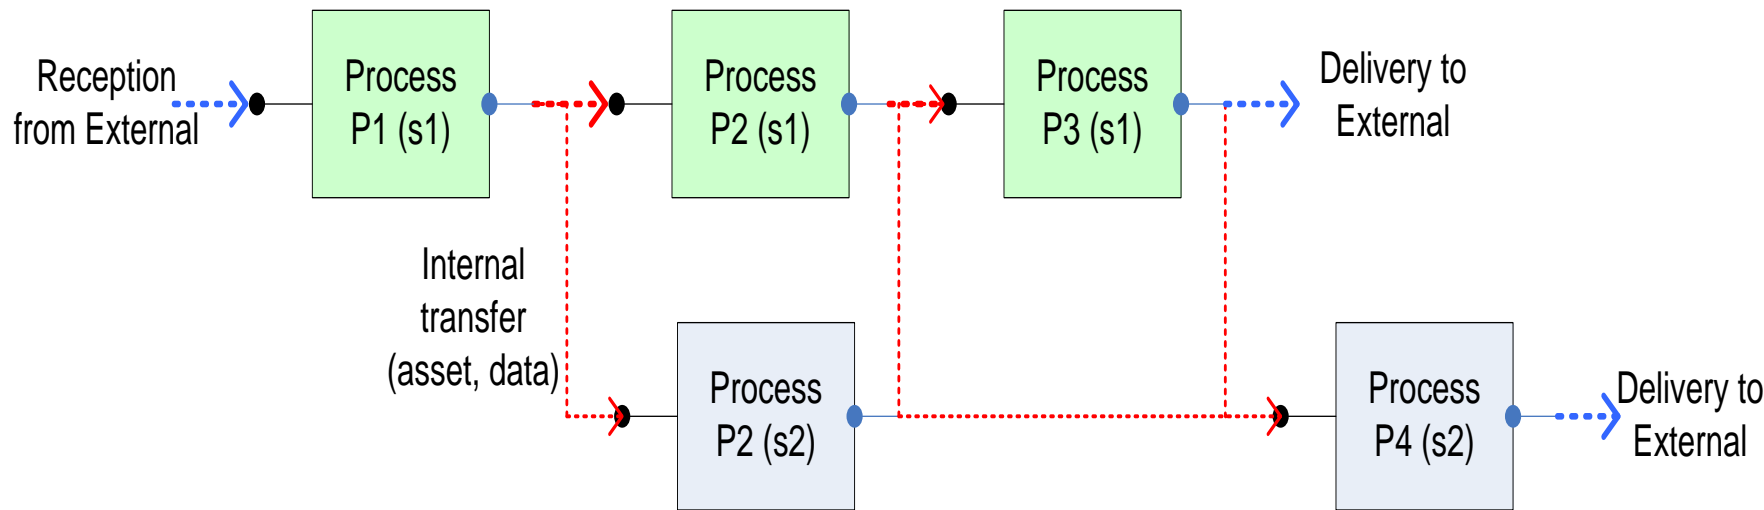 Reception
from External
Process
P1 (s1)
Process
P2 (s1)
Process
P3 (s1)
Delivery to
External
Internal
transfer
(asset, data)
Process
P2 (s2)
Process
P4 (s2)
Delivery to
External